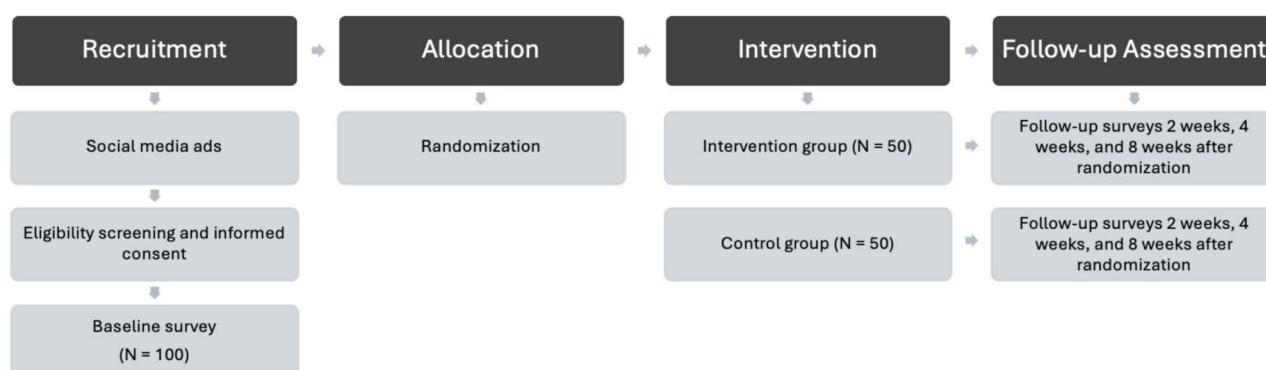 Recruitment
Social media ads
Eligibility screening and informed
consent
Baseline survey
(N = 100)
Allocation
Randomization
Intervention
Intervention group (N = 50)
Control group (N = 50)
Follow-up Assessment
Follow-up surveys 2 weeks, 4
weeks, and 8 weeks after
randomization
Follow-up surveys 2 weeks, 4
weeks, and 8 weeks after
randomization